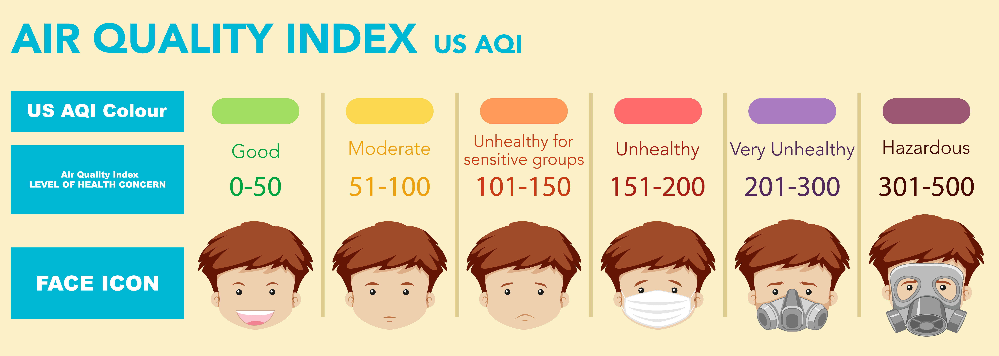 AIR QUALITY INDEX US AQI
US AQI Colour
Air Quality Index
LEVEL OF HEALTH CONCERN
Good
0-50
Moderate
51-100
Unhealthy for
sensitive groups
101-150
Unhealthy
151-200
Very Unhealthy
201-300
Hazardous
301-500
FACE ICON